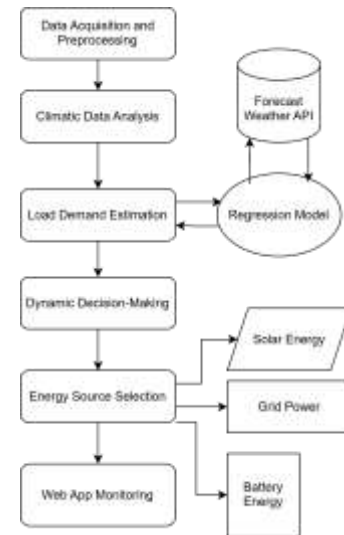 Data Acquisition and
Preprocessing
Climatic Data Analysis
Forecast
Weather API
Load Demand Estimation
Regression Model
Dynamic Decision-Making
Solar Energy
Energy Source Selection
Grid Power
Web App Monitoring
Battery
Energy